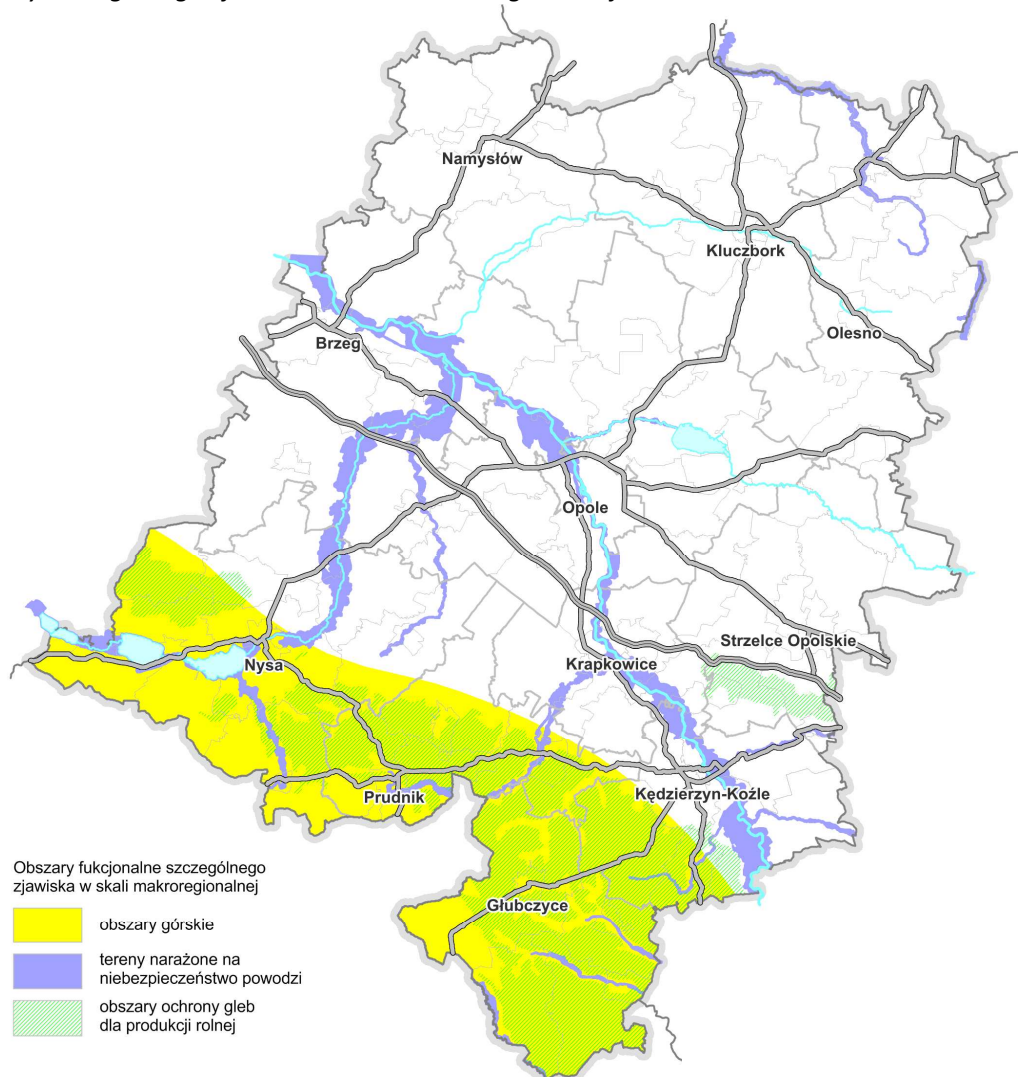 Namysłów
Kluczbork
Olesno
Brzeg
Opole
Strzelce Opolskie
Nysa
Krapkowice
Prudnik
Kędzierzyn-Koźle
Głubczyce
Obszary fukcjonalne szczególnego
zjawiska w skali makroregionalnej
obszary górskie
tereny narażone na
niebezpieczeństwo powodzi
obszary ochrony gleb
dla produkcji rolnej